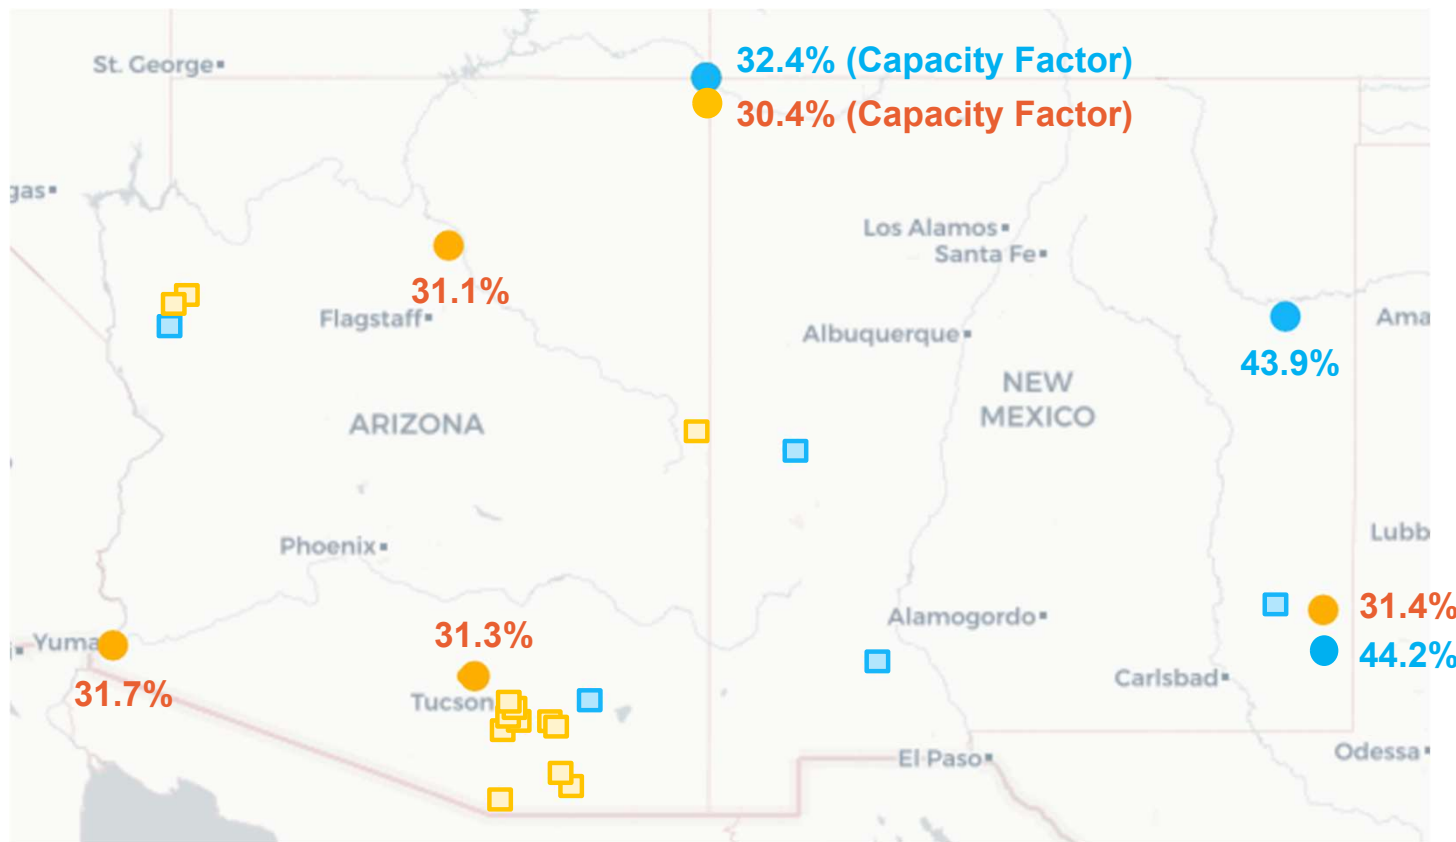 St. George
32.4% (Capacity Factor)
30.4% (Capacity Factor)
gas
Los Alamos
Santa Fe
31.1%
Flagstaff
Albuquerque
Ama
43.9%
NEW
MEXICO
ARIZONA
Phoenix
Lubb
31.4%
44.2%
Alamogordo
Yuma
31.3%
31.7%
Tucson
Carlsbad
El Paso
Odessa